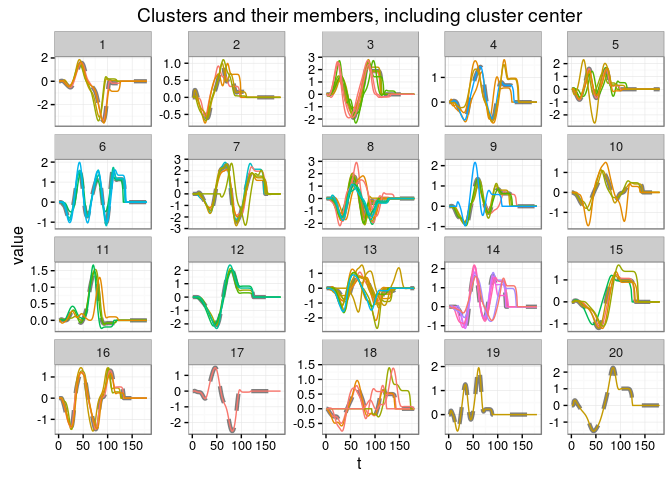 Clusters and their members, including cluster center
1 2 3 4 5
2 0 -2
1.0 0.5 0.0 -0.5
3 2 1 0 -1 -2
1 0
2 1 0 -1 -2
6 7 8 9 10
2 1 0 -1
3 2 1 0 -1 -2 -3
3 2 1 0 -1 -2
2 1 0 -1
1 0 -1
value
11 12 13 14 15
1.5 1.0 0.5 0.0
2 1 0 -1 -2
1 0 -1 -2
2 1 0 -1
1 0 -1
16 17 18 19 20
1 0 -1
1 0 -1 -2
1.5 1.0 0.5 0.0 -0.5
2 0
2 1 0 -1
0 50 100 150 0 50 100 150 0 50 100 150 0 50 100 150 0 50 100 150
t